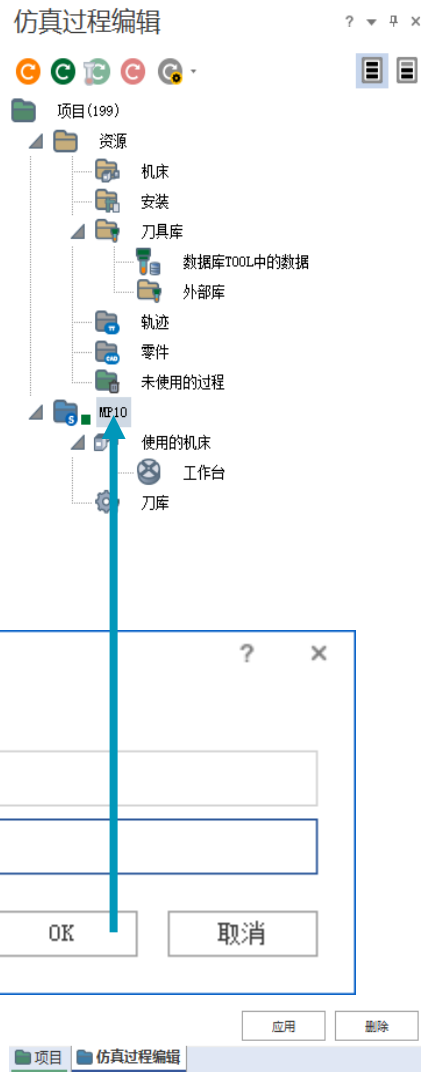 仿真过程编辑
项目(199)
资源
机床
安装
刀具库
数据库TOOL中的数据
外部库
轨迹
零件
未使用的过程
MP10
使用的机床
工作台
刀库
OK 取消
应用 删除
项目 仿真过程编辑